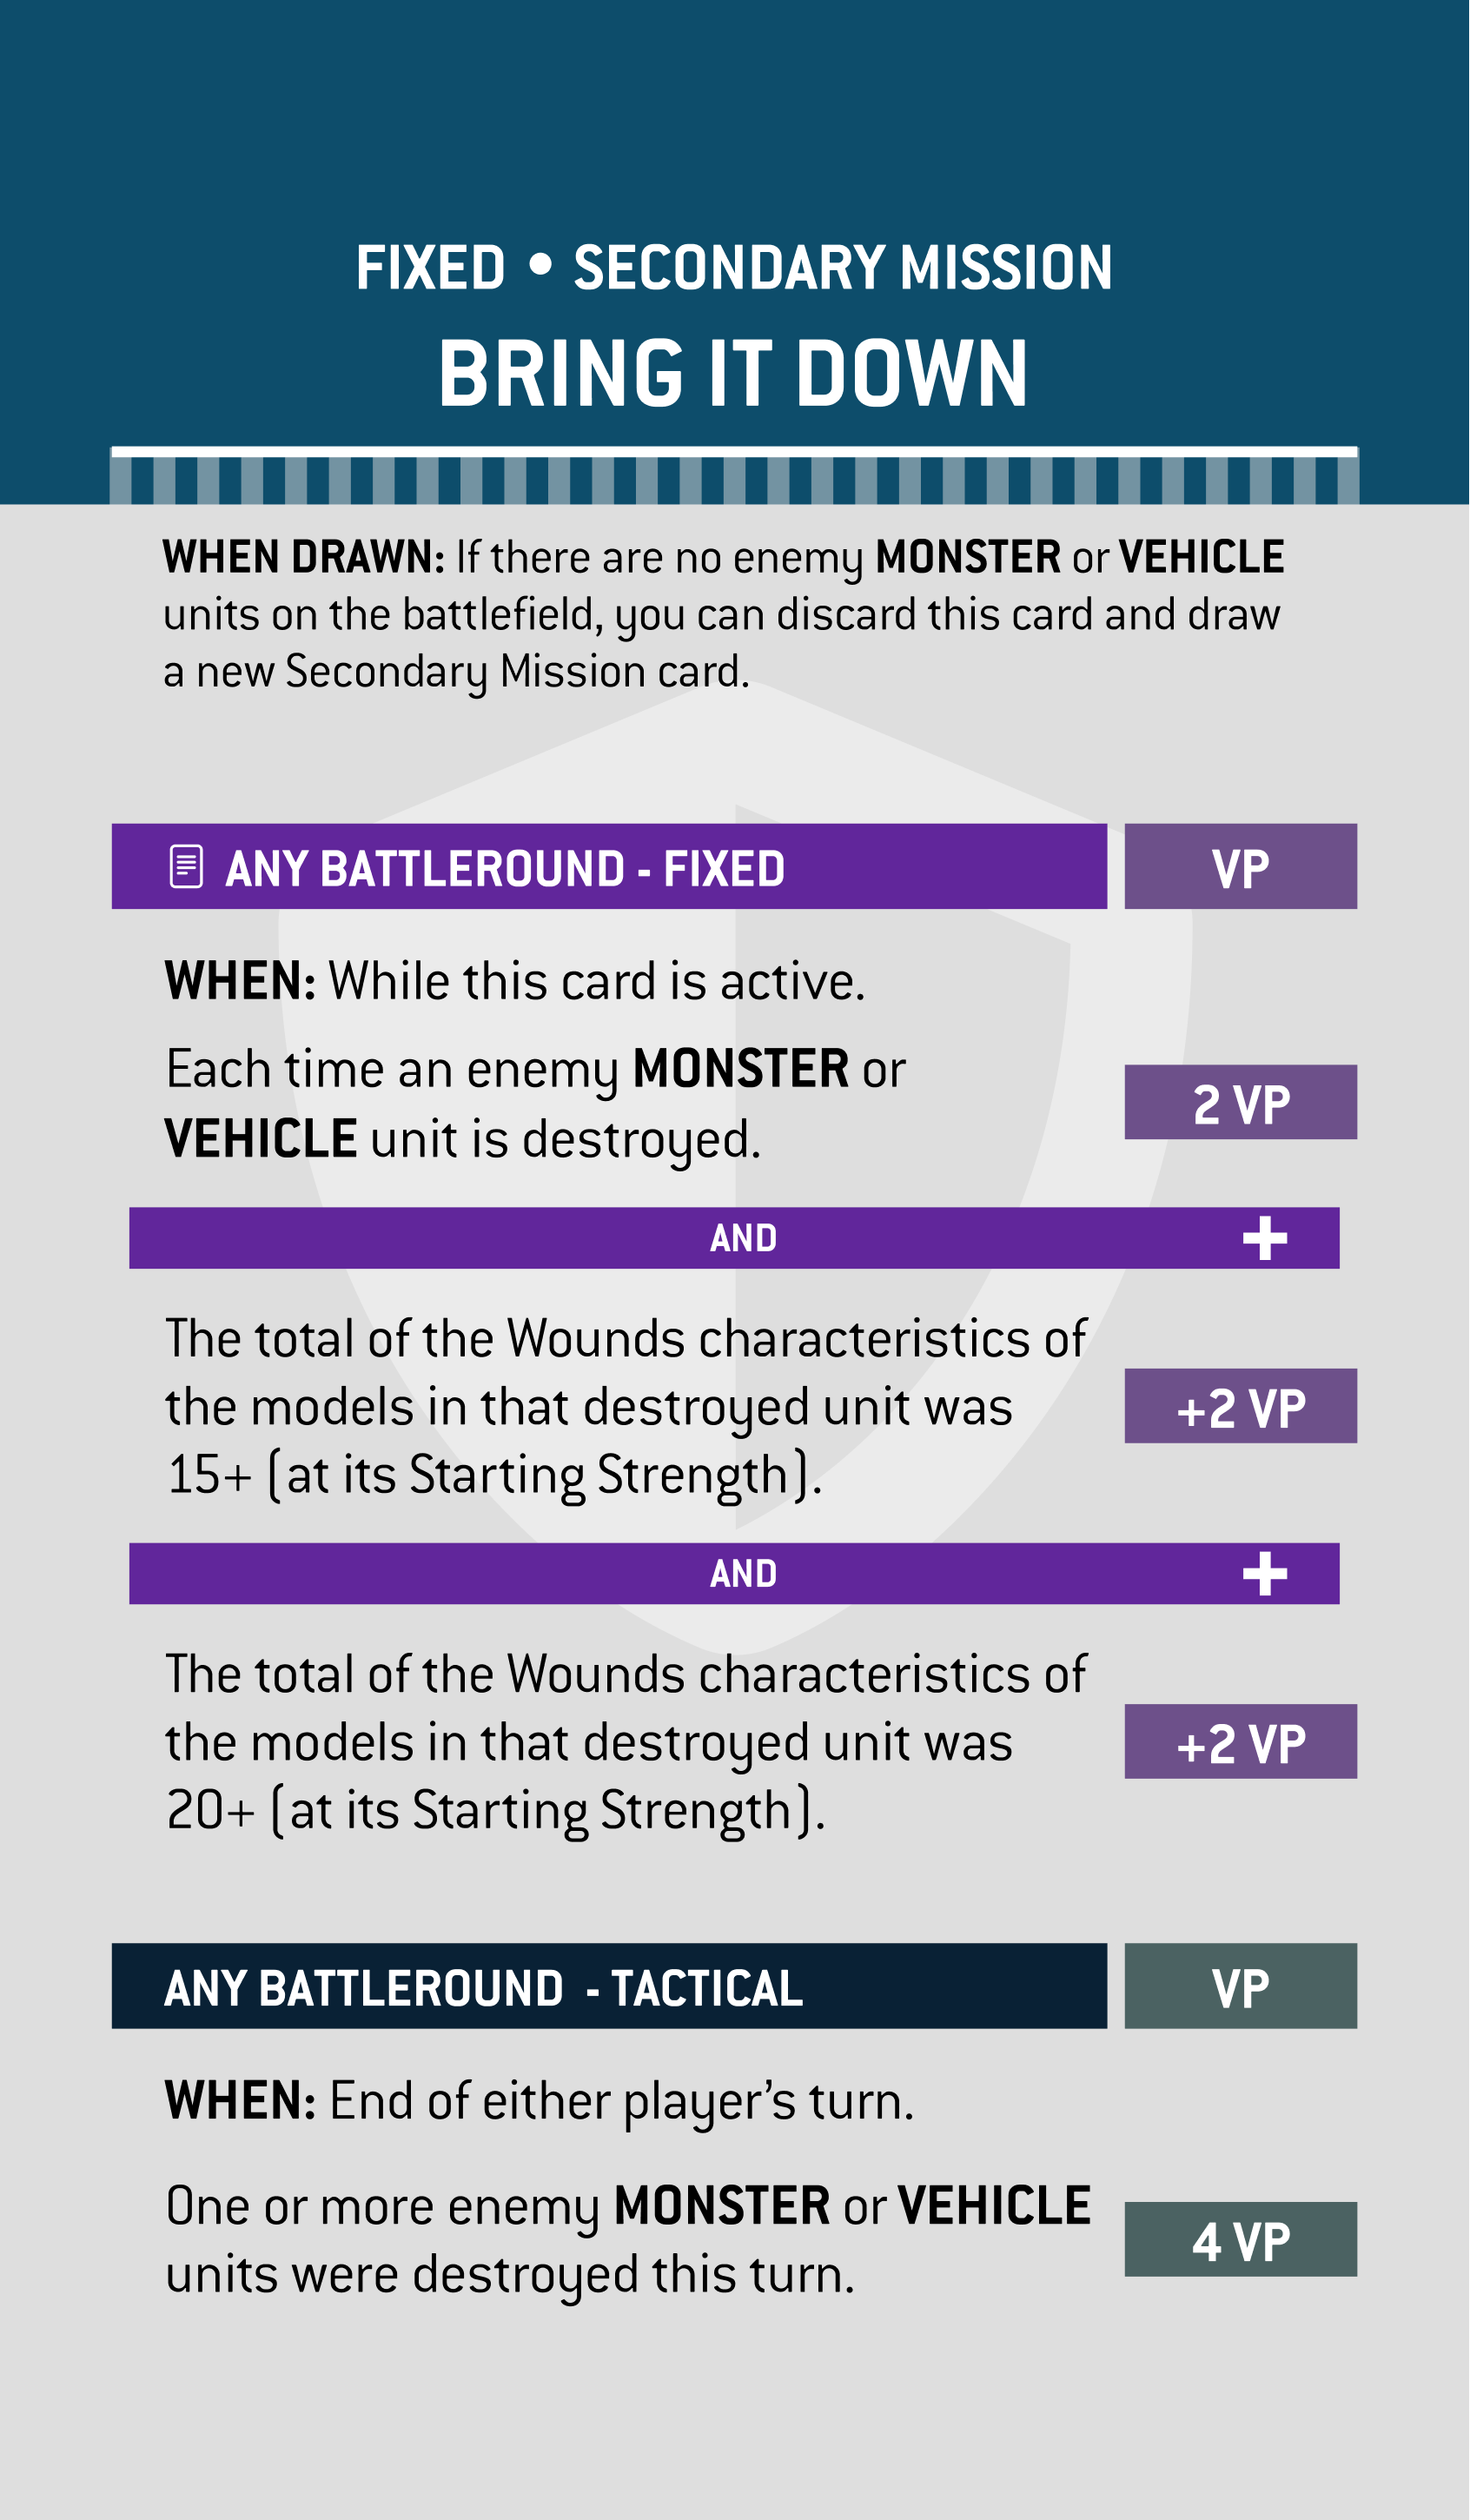 FIXED • SECONDARY MISSION
BRING IT DOWN
WHEN DRAWN: If there are no enemy MONSTER or VEHICLE
units on the battlefield, you can discard this card and draw
a new Secondary Mission card.
ANY BATTLEROUND - FIXED VP
WHEN: While this card is active.
Each time an enemy MONSTER or
VEHICLE unit is destroyed.
2 VP
AND +
The total of the Wounds characteristics of
the models in that destroyed unit was
15+ (at its Starting Strength).
+2 VP
AND +
The total of the Wounds characteristics of
the models in that destroyed unit was
20+ (at its Starting Strength).
+2 VP
ANY BATTLEROUND - TACTICAL VP
WHEN: End of either player's turn.
One or more enemy MONSTER or VEHICLE
units were destroyed this turn.
4 VP